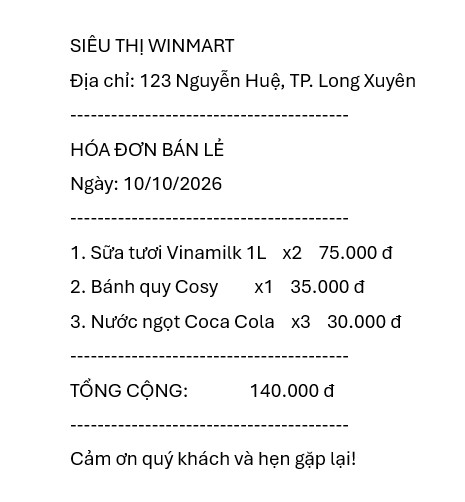 SIÊU THỊ WINMART
Địa chỉ: 123 Nguyễn Huệ, TP. Long Xuyên
----------------------------------------
HÓA ĐƠN BÁN LẺ
Ngày: 10/10/2026
----------------------------------------
1. Sữa tươi Vinamilk 1L x2 75.000 đ
2. Bánh quy Cosy x1 35.000 đ
3. Nước ngọt Coca Cola x3 30.000 đ
----------------------------------------
TỔNG CỘNG: 140.000 đ
----------------------------------------
Cảm ơn quý khách và hẹn gặp lại!